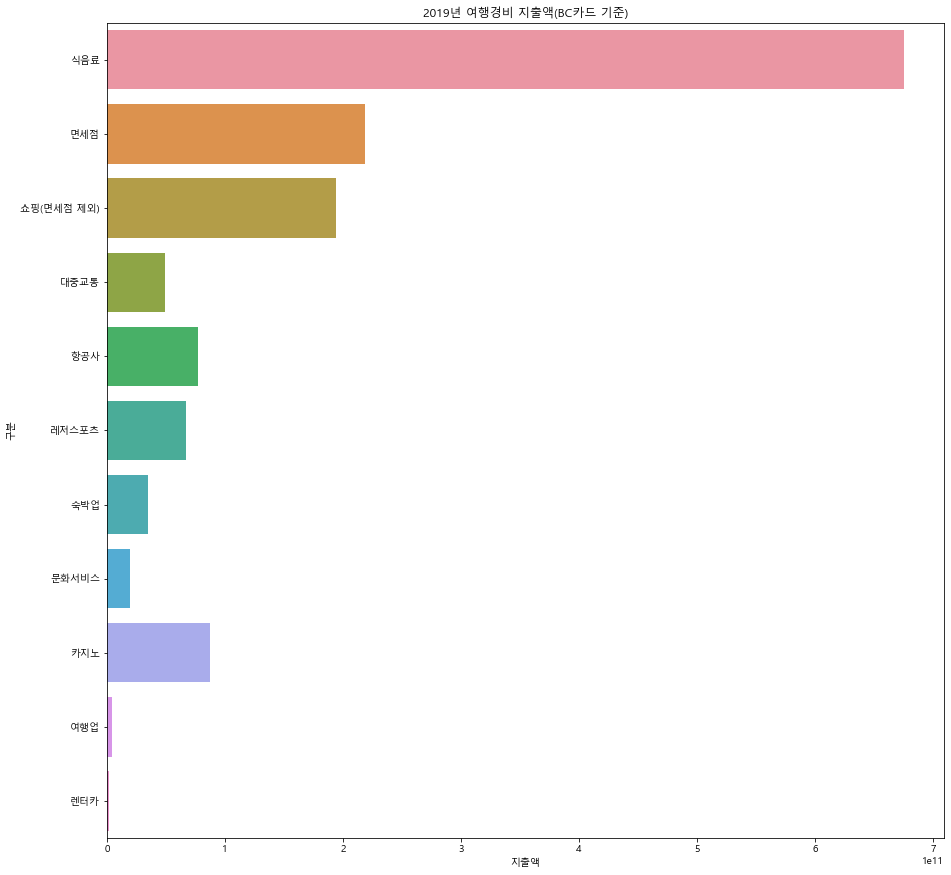 2019년 여행경비 지출액(BC카드 기준)
구분
식음료
면세점
쇼핑(면세점 제외)
대중교통
항공사
레저스포츠
숙박업
문화서비스
카지노
여행업
렌터카
0 1 2 3 4 5 6 7
1e11
지출액